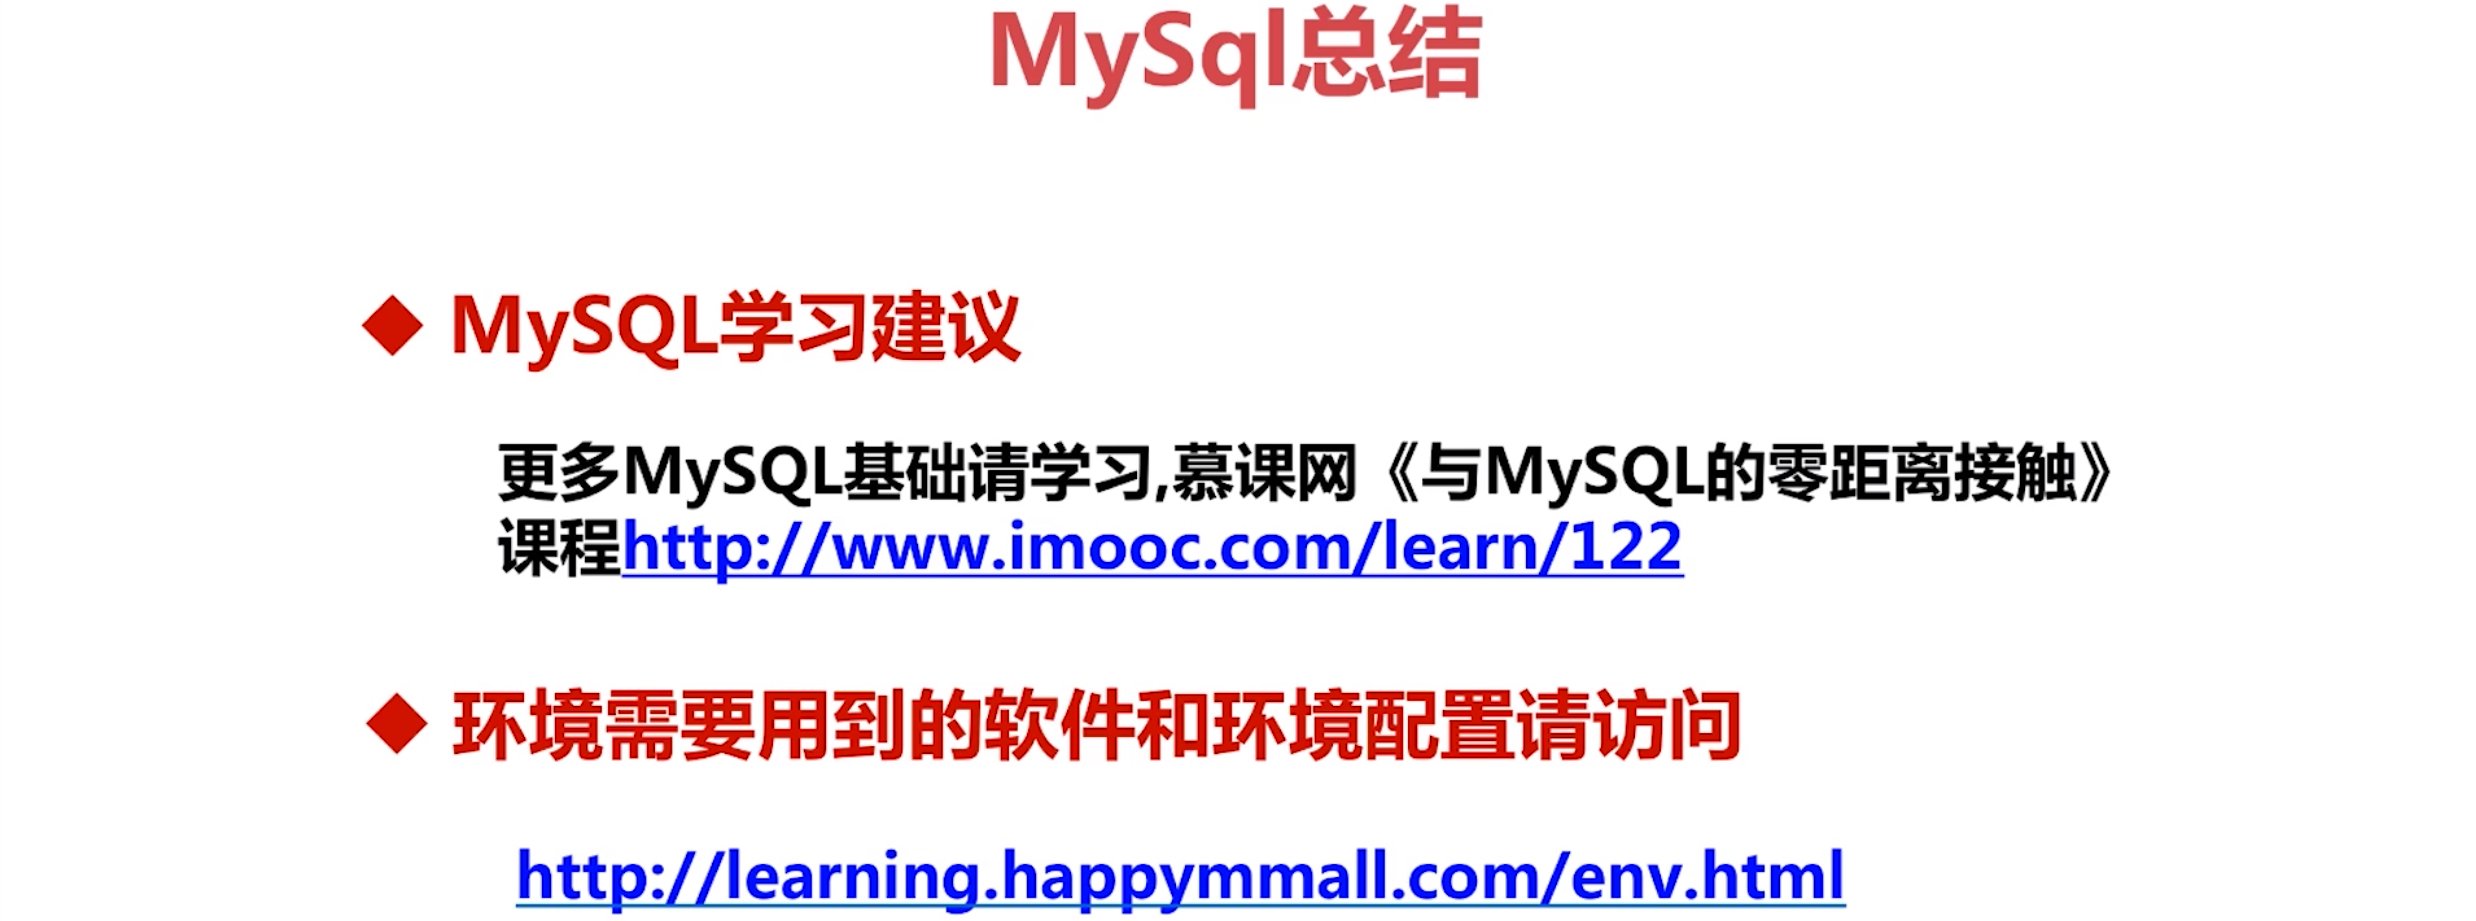 MySql总结
◆ MySQL学习建议
更多MySQL基础请学习,慕课网《与MySQL的零距离接触》
课程http://www.imooc.com/learn/122
◆ 环境需要用到的软件和环境配置请访问
http://learning.happymmall.com/env.html